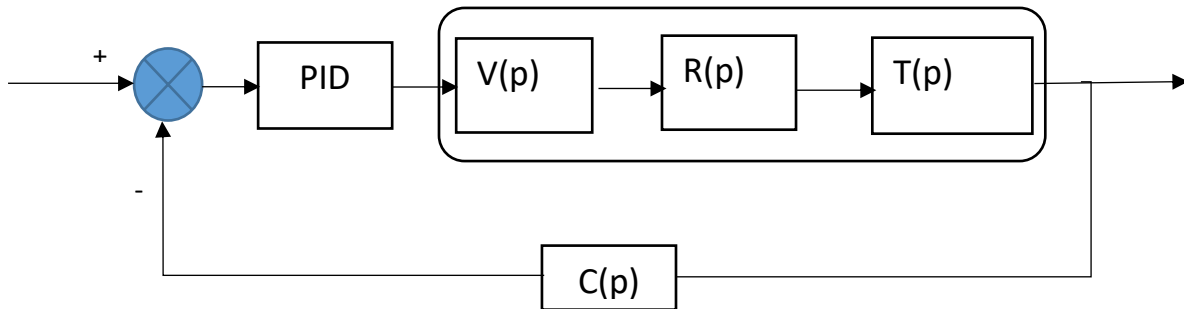 +
PID
V(p)
R(p)
T(p)
-
C(p)